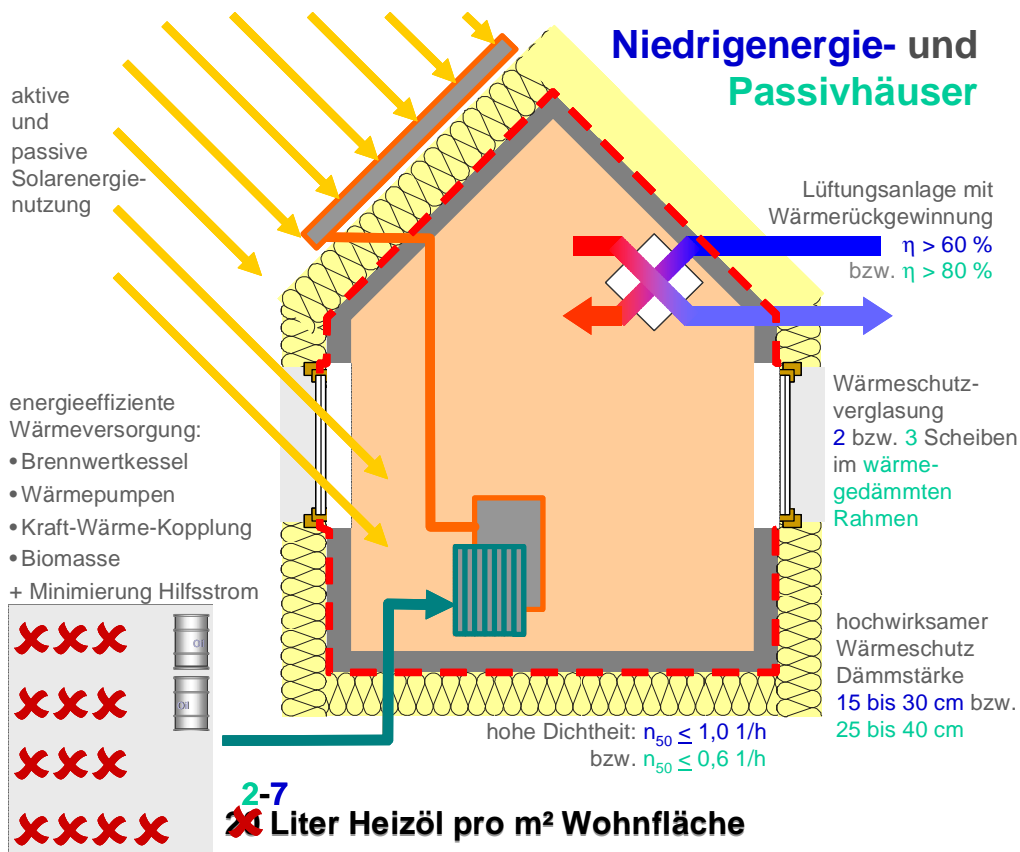 Niedrigenergie- und
Passivhäuser
aktive
und
passive
Solarenergie-
nutzung
Lüftungsanlage mit
Wärmerückgewinnung
η > 60 %
bzw. η > 80 %
energieeffiziente
Wärmeversorgung:
• Brennwertkessel
• Wärmepumpen
• Kraft-Wärme-Kopplung
• Biomasse
+ Minimierung Hilfsstrom
Wärmeschutz-
verglasung
2 bzw. 3 Scheiben
im wärme-
gedämmten
Rahmen
hochwirksamer
Wärmeschutz
Dämmstärke
15 bis 30 cm bzw.
25 bis 40 cm
hohe Dichtheit: n50 ≤ 1,0 1/h
bzw. n50 ≤ 0,6 1/h
Oil
Oil
2-7
20 Liter Heizöl pro m² Wohnfläche